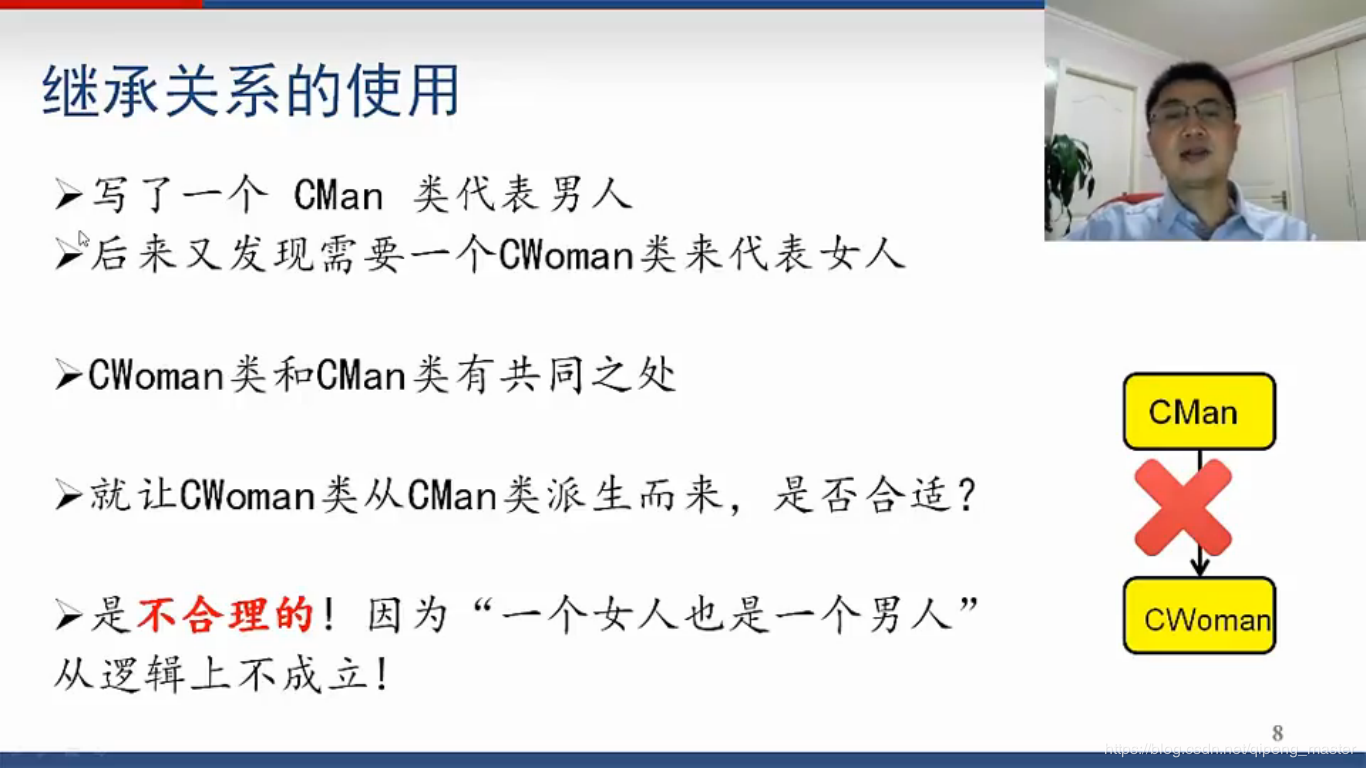 继承关系的使用
➢写了一个 CMan 类代表男人
➢后来又发现需要一个CWoman类来代表女人
➢CWoman类和CMan类有共同之处
➢就让CWoman类从CMan类派生而来，是否合适？
➢是不合理的！因为“一个女人也是一个男人”
从逻辑上不成立！
CMan
CWoman
8
https://blog.csdn.net/qipeng_master